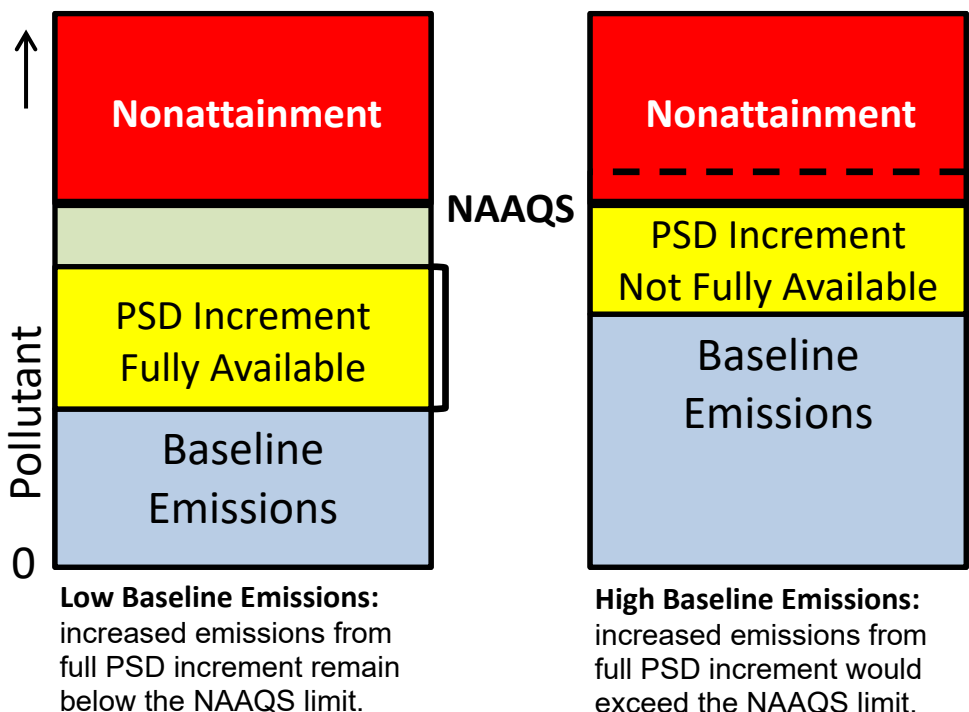 Nonattainment
NAAQS
PSD Increment
Fully Available
Baseline
Emissions
Pollutant
0
Low Baseline Emissions:
increased emissions from
full PSD increment remain
below the NAAQS limit.
Nonattainment
PSD Increment
Not Fully Available
Baseline
Emissions
High Baseline Emissions:
increased emissions from
full PSD increment would
exceed the NAAQS limit.